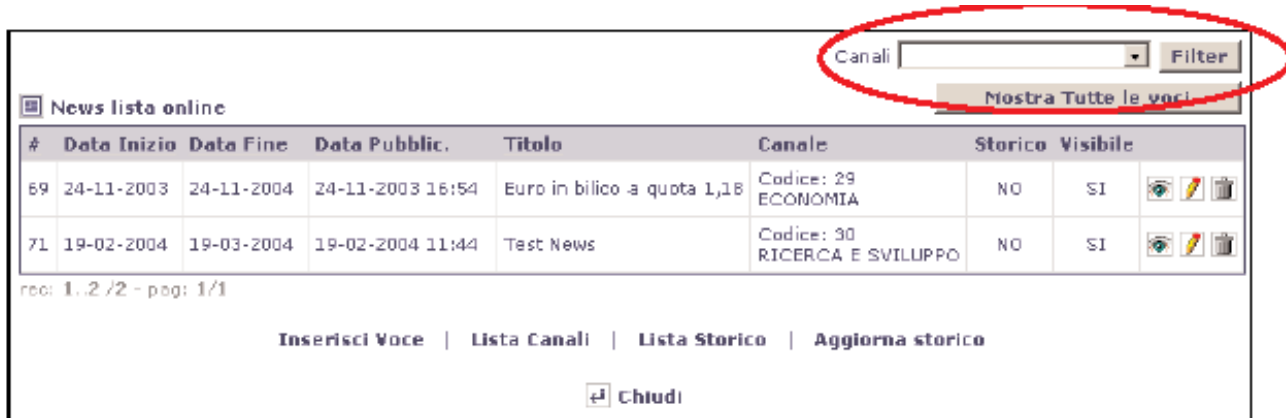 Canali Filter
Mostra Tutte le voci
News lista online
# Data Inizio Data Fine Data Pubblic. Titolo Canale Storico Visibile
69 24-11-2003 24-11-2004 24-11-2003 16:54 Euro in bilico a quota 1,18 Codice: 29 NO SI
ECONOMIA
71 19-02-2004 19-03-2004 19-02-2004 11:44 Test News Codice: 30 NO SI
RICERCA E SVILUPPO
rec: 1..2 /2 - pag: 1/1
Inserisci Voce | Lista Canali | Lista Storico | Aggiorna storico
Chiudi